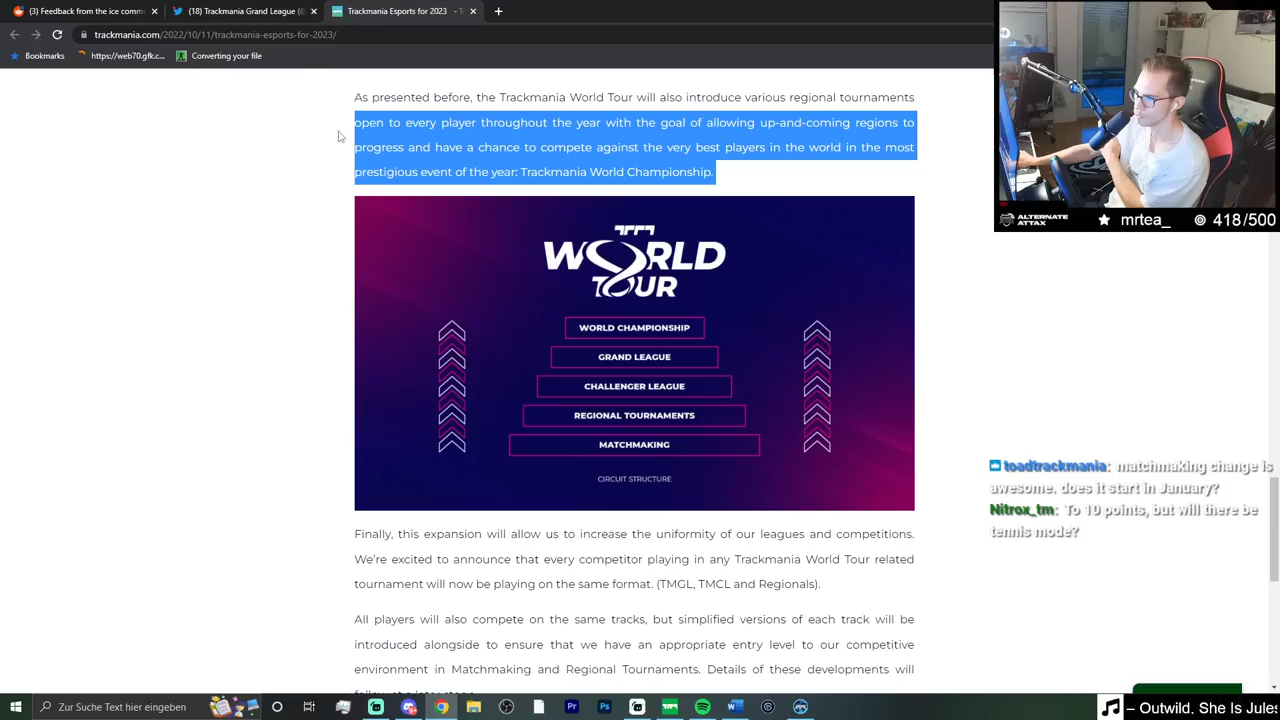 (3) Feedback from the ice comm
(18) Trackmania Grand League (
Trackmania Esports for 2023 - T
trackmania.com/2022/10/11/trackmania-esports-for-2023/
Bookmarks
https://web70.gfk.c...
Converting your file
As presented before, the Trackmania World Tour will also introduce various regional tournaments
open to every player throughout the year with the goal of allowing up-and-coming regions to
progress and have a chance to compete against the very best players in the world in the most
prestigious event of the year: Trackmania World Championship.
WORLD
TOUR
WORLD CHAMPIONSHIP
GRAND LEAGUE
CHALLENGER LEAGUE
REGIONAL TOURNAMENTS
MATCHMAKING
CIRCUIT STRUCTURE
Finally, this expansion will allow us to increase the uniformity of our leagues and competitions.
We're excited to announce that every competitor playing in any Trackmania World Tour related
tournament will now be playing on the same format. (TMGL, TMCL and Regionals).
All players will also compete on the same tracks, but simplified versions of each track will be
introduced alongside to ensure that we have an appropriate entry level to our competitive
environment in Matchmaking and Regional Tournaments. Details of these developments will
ALTERNATE
ATTAX
mrtea_
418/500
toadtrackmania: matchmaking change is
awesome. does it start in January?
Nitrox_tm: To 10 points, but will there be
tennis mode?
Zur Suche Text hier eingeben
– Outwild. She Is Jules